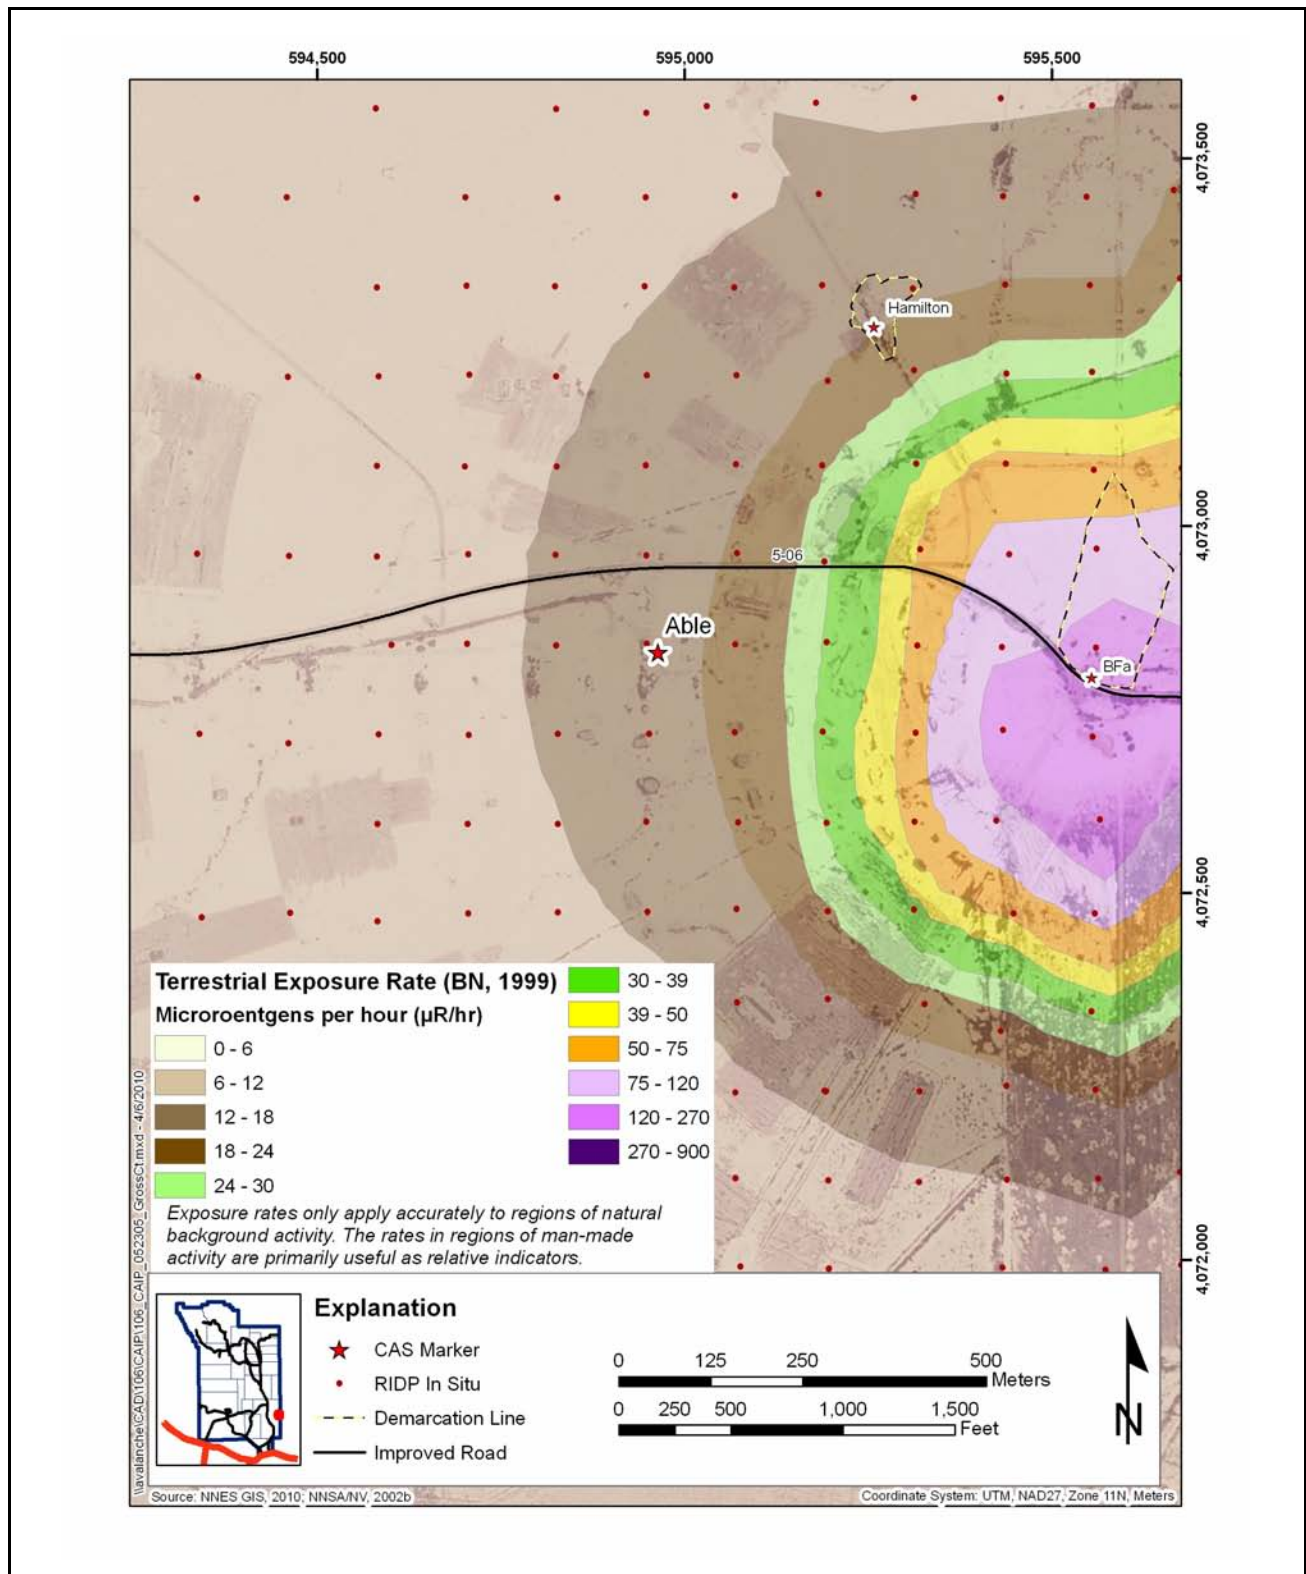 594,500 595,000 595,500
4,073,500
Hamilton
4,073,000
5-06
Able
BFa
4,072,500
Terrestrial Exposure Rate (BN, 1999)
Microroentgens per hour (µR/hr)
0 - 6
6 - 12
12 - 18
18 - 24
24 - 30
30 - 39
39 - 50
50 - 75
75 - 120
120 - 270
270 - 900
Exposure rates only apply accurately to regions of natural
background activity. The rates in regions of man-made
activity are primarily useful as relative indicators.
4,072,000
\\avalanche\CAD\106\CAIP\106_CAIP_052305_GrossCt.mxd - 4/6/2010
Explanation
CAS Marker
RIDP In Situ
Demarcation Line
Improved Road
0 125 250 500
Meters
0 250 500 1,000 1,500
Feet
N
Source: NNES GIS, 2010; NNSA/NV, 2002b
Coordinate System: UTM, NAD27, Zone 11N, Meters